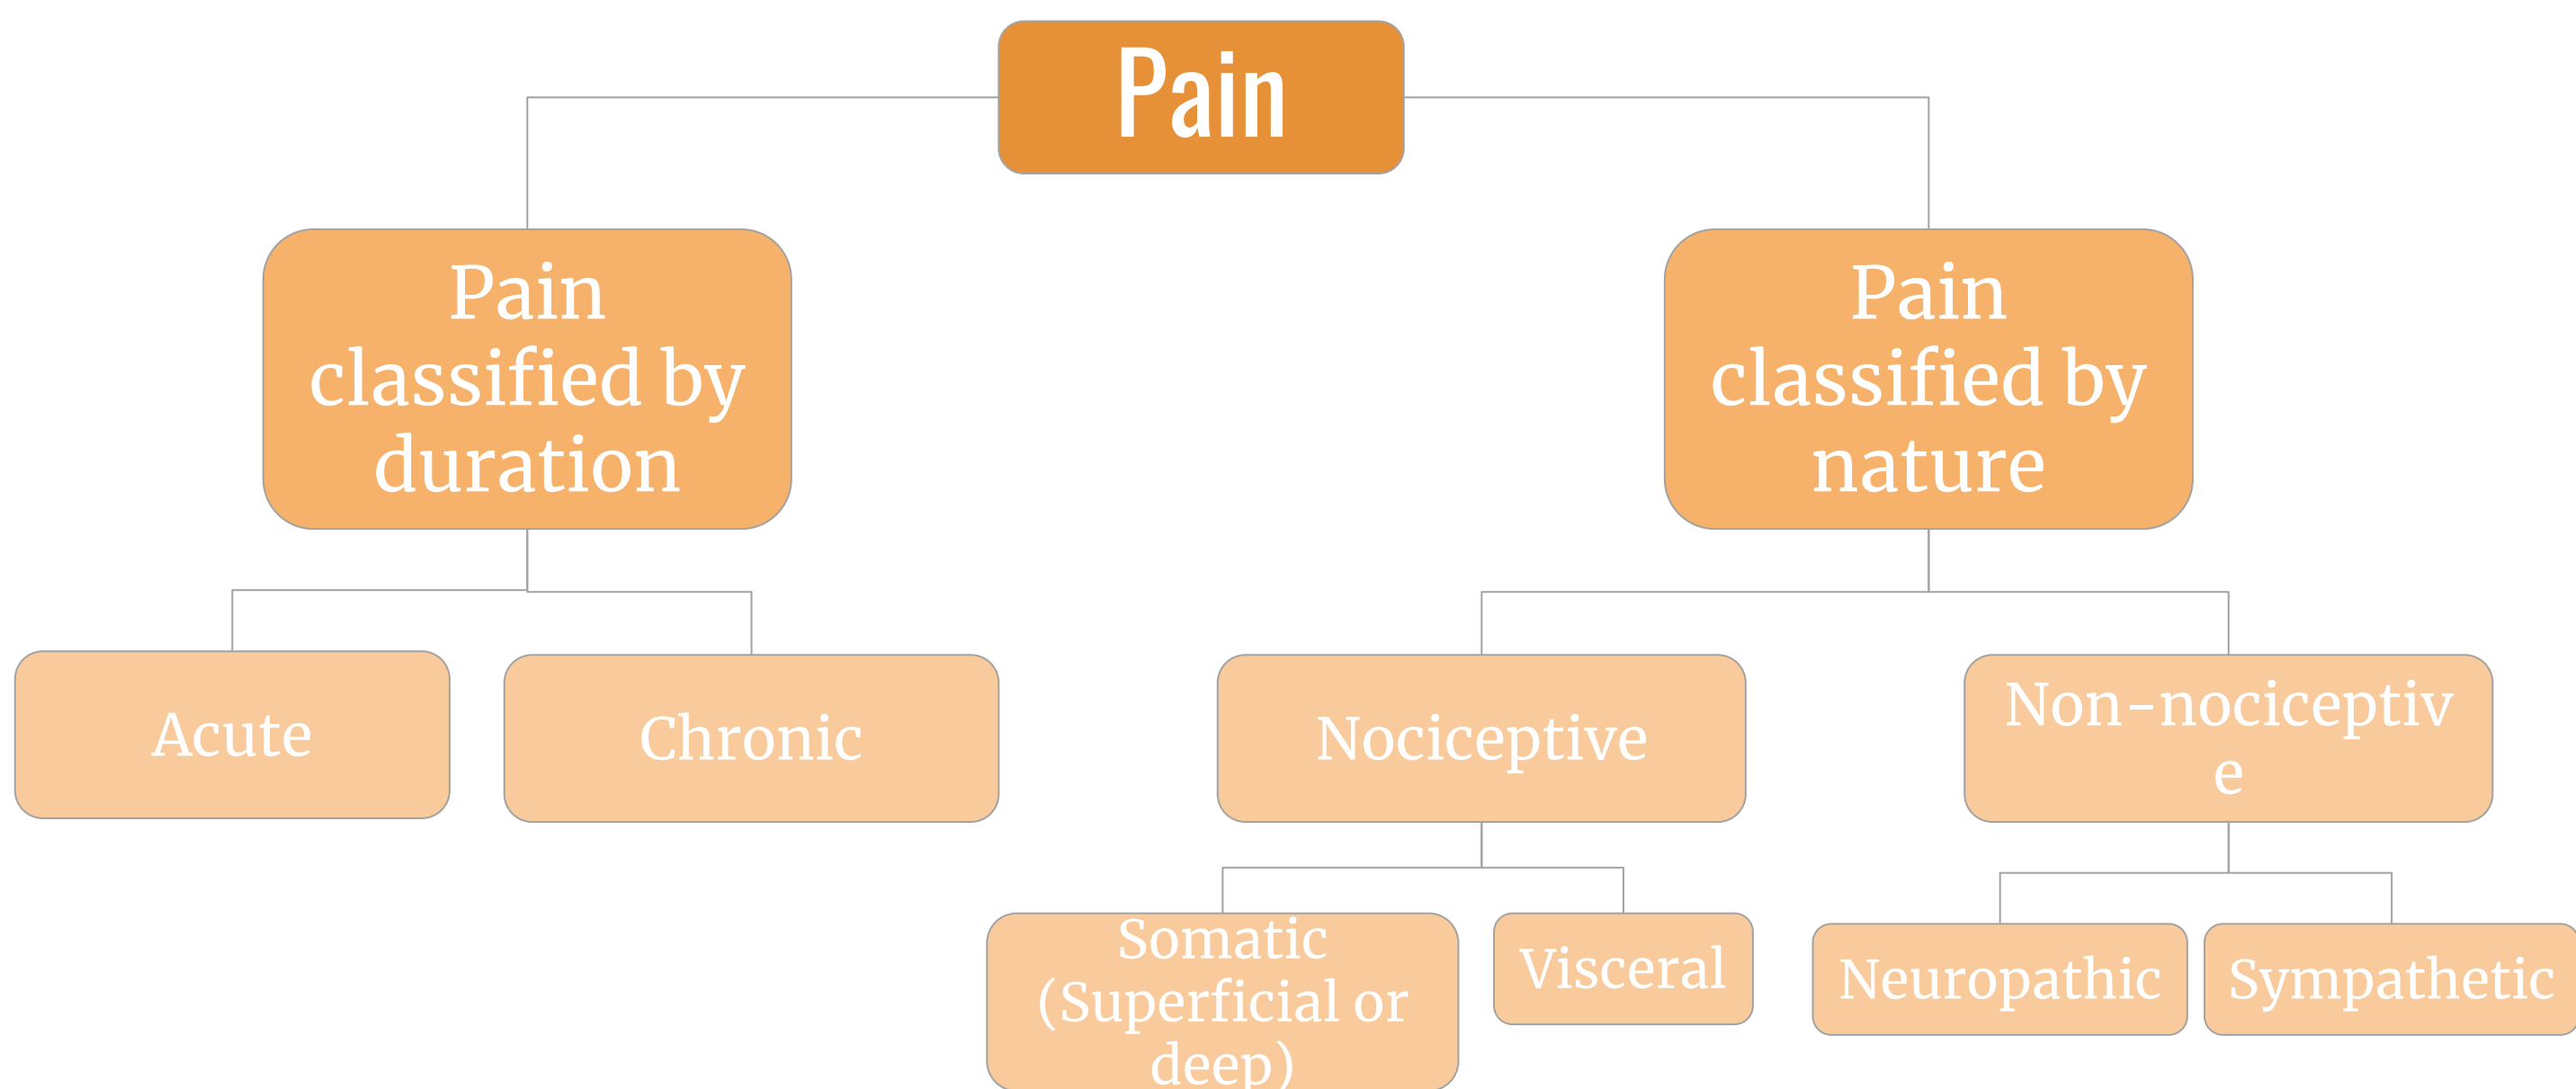 Pain
Pain
classified by
duration
Pain
classified by
nature
Acute
Chronic
Nociceptive
Non-nociceptiv
e
Somatic
(Superficial or
deep)
Visceral
Neuropathic
Sympathetic